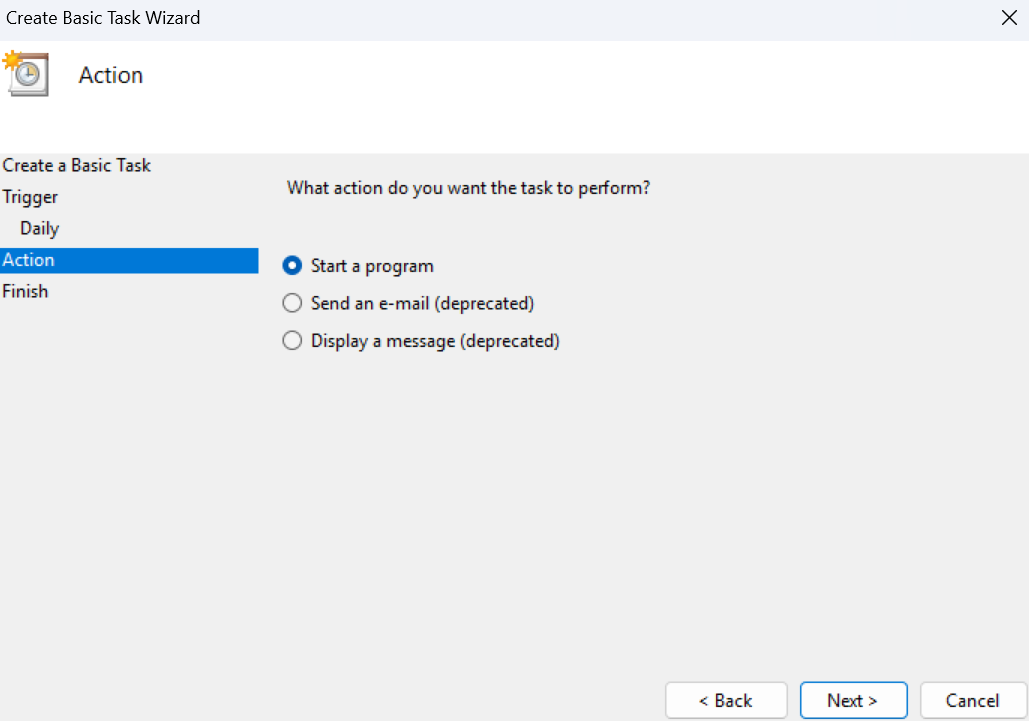 Create Basic Task Wizard
Action
Create a Basic Task
Trigger
Daily
Action
Finish
What action do you want the task to perform?
Start a program
Send an e-mail (deprecated)
Display a message (deprecated)
< Back
Next >
Cancel